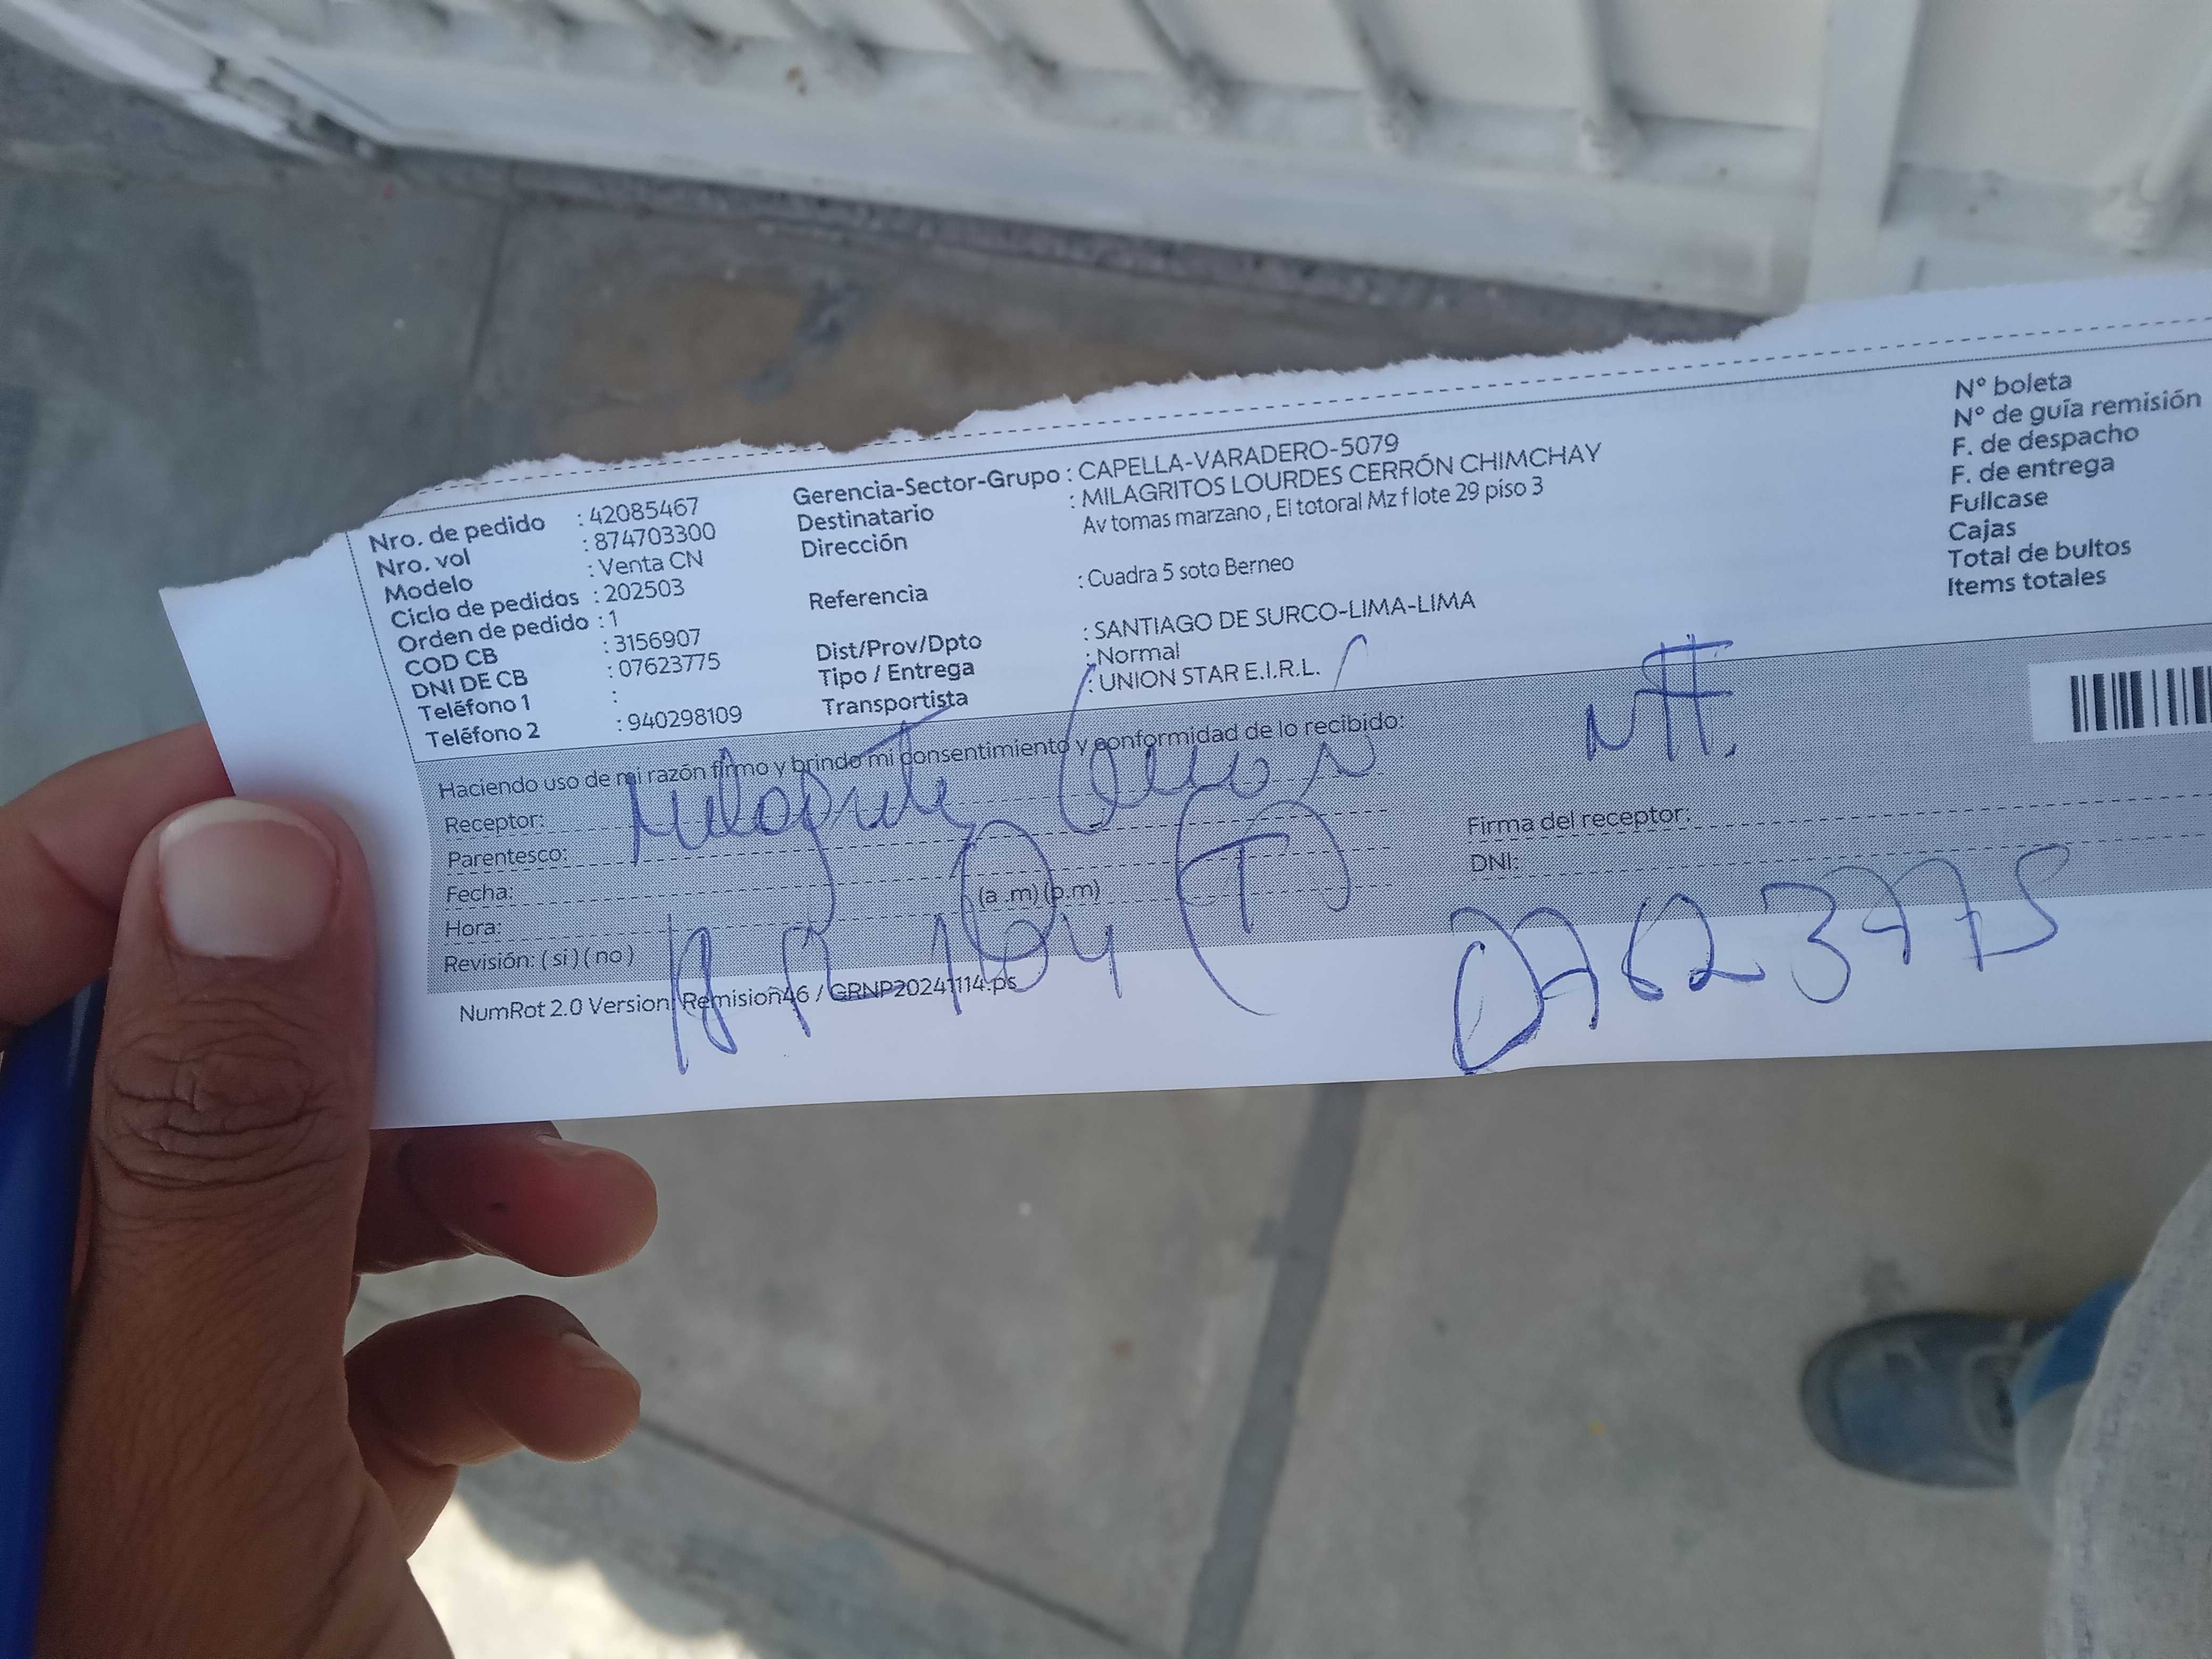 Nro. de pedido : 42085467
Nro. vol : 874703300
Modelo : Venta CN
Ciclo de pedidos : 202503
Orden de pedido : 1
COD CB : 3156907
DNI DE CB : 07623775
Teléfono 1 :
Teléfono 2 : 940298109
Gerencia-Sector-Grupo : CAPELLA-VARADERO-5079
Destinatario : MILAGRITOS LOURDES CERRÓN CHIMCHAY
Dirección Av tomas marzano , El totoral Mz f lote 29 piso 3
Referencia : Cuadra 5 soto Berneo
Dist/Prov/Dpto : SANTIAGO DE SURCO-LIMA-LIMA
Tipo / Entrega : Normal
Transportista : UNION STAR E.I.R.L.
N° boleta
N° de guía remisión
F. de despacho
F. de entrega
Fullcase
Cajas
Total de bultos
Items totales
Haciendo uso de mi razón firmo y brindo mi consentimiento y conformidad de lo recibido:
Receptor: Cerrón
Parentesco:
Fecha:
Hora: (a .m) (p.m)
Revisión: ( si ) ( no )
(T)
Firma del receptor:
DNI: 07623775
NumRot 2.0 Version Remision46 / GRNP20241114.ps